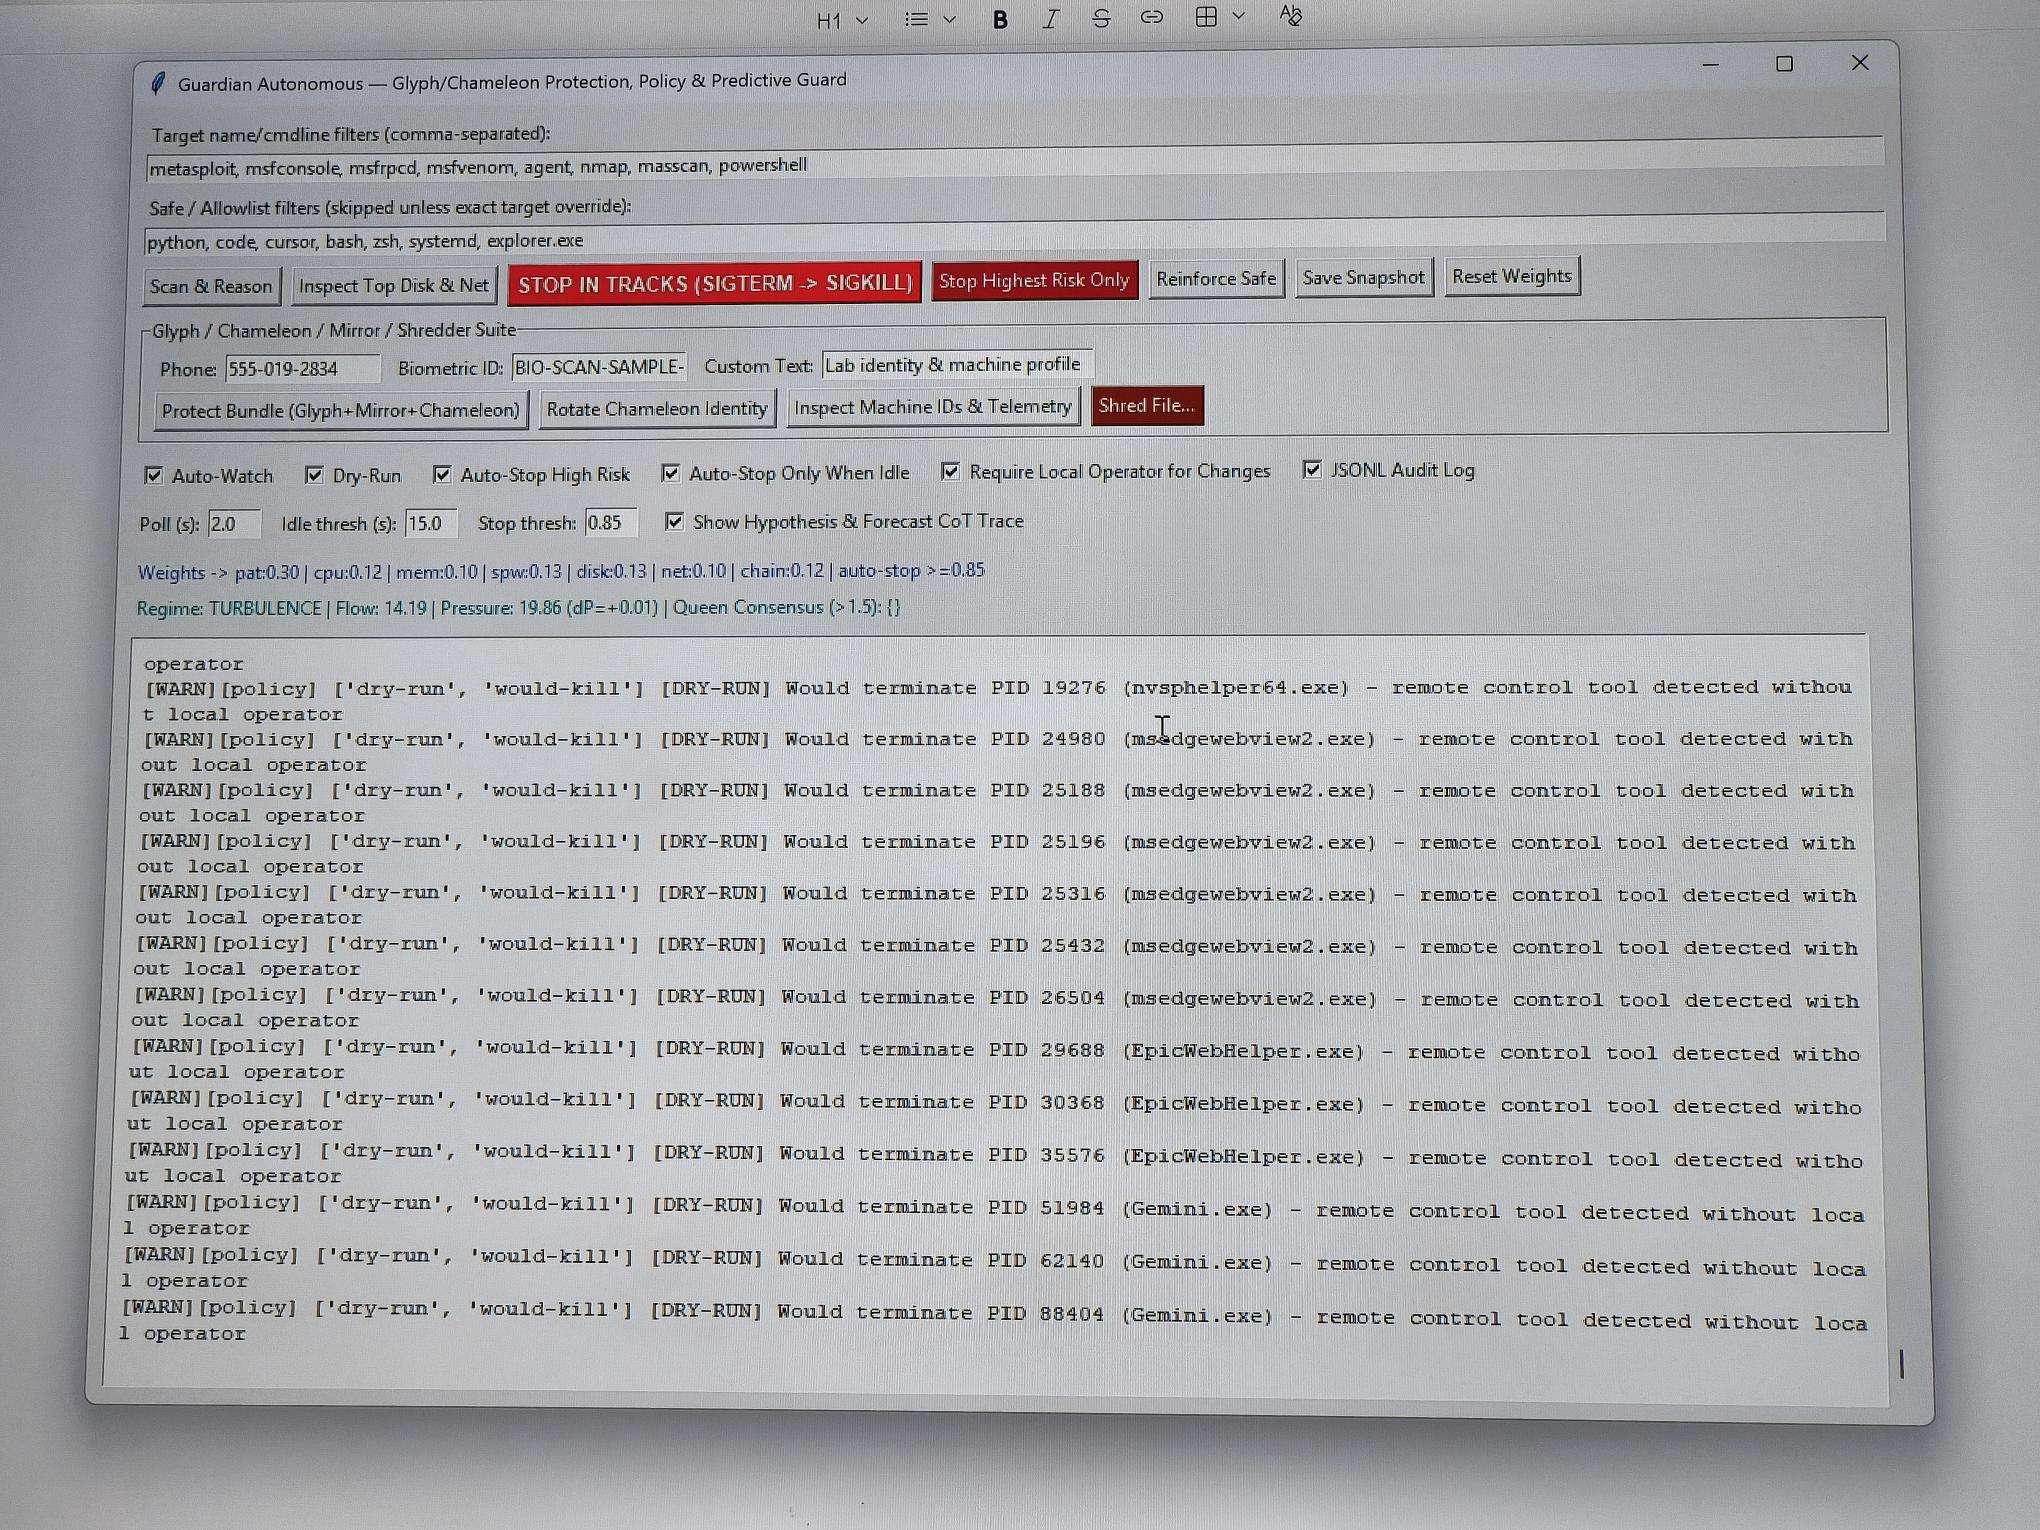 H1 B I S
Guardian Autonomous — Glyph/Chameleon Protection, Policy & Predictive Guard
Target name/cmdline filters (comma-separated):
metasploit, msfconsole, msfrpcd, msfvenom, agent, nmap, masscan, powershell
Safe / Allowlist filters (skipped unless exact target override):
python, code, cursor, bash, zsh, systemd, explorer.exe
Scan & Reason Inspect Top Disk & Net STOP IN TRACKS (SIGTERM -> SIGKILL) Stop Highest Risk Only Reinforce Safe Save Snapshot Reset Weights
Glyph / Chameleon / Mirror / Shredder Suite
Phone: 555-019-2834 Biometric ID: BIO-SCAN-SAMPLE- Custom Text: Lab identity & machine profile
Protect Bundle (Glyph+Mirror+Chameleon) Rotate Chameleon Identity Inspect Machine IDs & Telemetry Shred File...
Auto-Watch Dry-Run Auto-Stop High Risk Auto-Stop Only When Idle Require Local Operator for Changes JSONL Audit Log
Poll (s): 2.0 Idle thresh (s): 15.0 Stop thresh: 0.85 Show Hypothesis & Forecast CoT Trace
Weights -> pat:0.30 | cpu:0.12 | mem:0.10 | spw:0.13 | disk:0.13 | net:0.10 | chain:0.12 | auto-stop >=0.85
Regime: TURBULENCE | Flow: 14.19 | Pressure: 19.86 (dP=+0.01) | Queen Consensus (>1.5): {}
operator
[WARN][policy] ['dry-run', 'would-kill'] [DRY-RUN] Would terminate PID 19276 (nvsphelper64.exe) - remote control tool detected withou
t local operator
[WARN][policy] ['dry-run', 'would-kill'] [DRY-RUN] Would terminate PID 24980 (msedgewebview2.exe) - remote control tool detected with
out local operator
[WARN][policy] ['dry-run', 'would-kill'] [DRY-RUN] Would terminate PID 25188 (msedgewebview2.exe) - remote control tool detected with
out local operator
[WARN][policy] ['dry-run', 'would-kill'] [DRY-RUN] Would terminate PID 25196 (msedgewebview2.exe) - remote control tool detected with
out local operator
[WARN][policy] ['dry-run', 'would-kill'] [DRY-RUN] Would terminate PID 25316 (msedgewebview2.exe) - remote control tool detected with
out local operator
[WARN][policy] ['dry-run', 'would-kill'] [DRY-RUN] Would terminate PID 25432 (msedgewebview2.exe) - remote control tool detected with
out local operator
[WARN][policy] ['dry-run', 'would-kill'] [DRY-RUN] Would terminate PID 26504 (msedgewebview2.exe) - remote control tool detected with
out local operator
[WARN][policy] ['dry-run', 'would-kill'] [DRY-RUN] Would terminate PID 29688 (EpicWebHelper.exe) - remote control tool detected witho
ut local operator
[WARN][policy] ['dry-run', 'would-kill'] [DRY-RUN] Would terminate PID 30368 (EpicWebHelper.exe) - remote control tool detected witho
ut local operator
[WARN][policy] ['dry-run', 'would-kill'] [DRY-RUN] Would terminate PID 35576 (EpicWebHelper.exe) - remote control tool detected witho
ut local operator
[WARN][policy] ['dry-run', 'would-kill'] [DRY-RUN] Would terminate PID 51984 (Gemini.exe) - remote control tool detected without loca
l operator
[WARN][policy] ['dry-run', 'would-kill'] [DRY-RUN] Would terminate PID 62140 (Gemini.exe) - remote control tool detected without loca
l operator
[WARN][policy] ['dry-run', 'would-kill'] [DRY-RUN] Would terminate PID 88404 (Gemini.exe) - remote control tool detected without loca
l operator